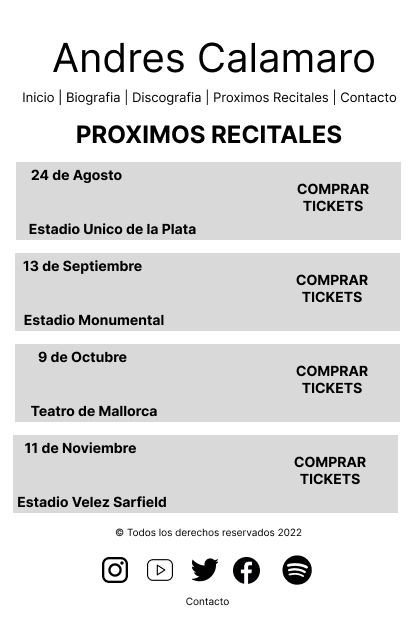 Andres Calamaro
Inicio | Biografia | Discografia | Proximos Recitales | Contacto
PROXIMOS RECITALES
24 de Agosto
COMPRAR
TICKETS
Estadio Unico de la Plata
13 de Septiembre
COMPRAR
TICKETS
Estadio Monumental
9 de Octubre
COMPRAR
TICKETS
Teatro de Mallorca
11 de Noviembre
COMPRAR
TICKETS
Estadio Velez Sarfield
© Todos los derechos reservados 2022
Contacto